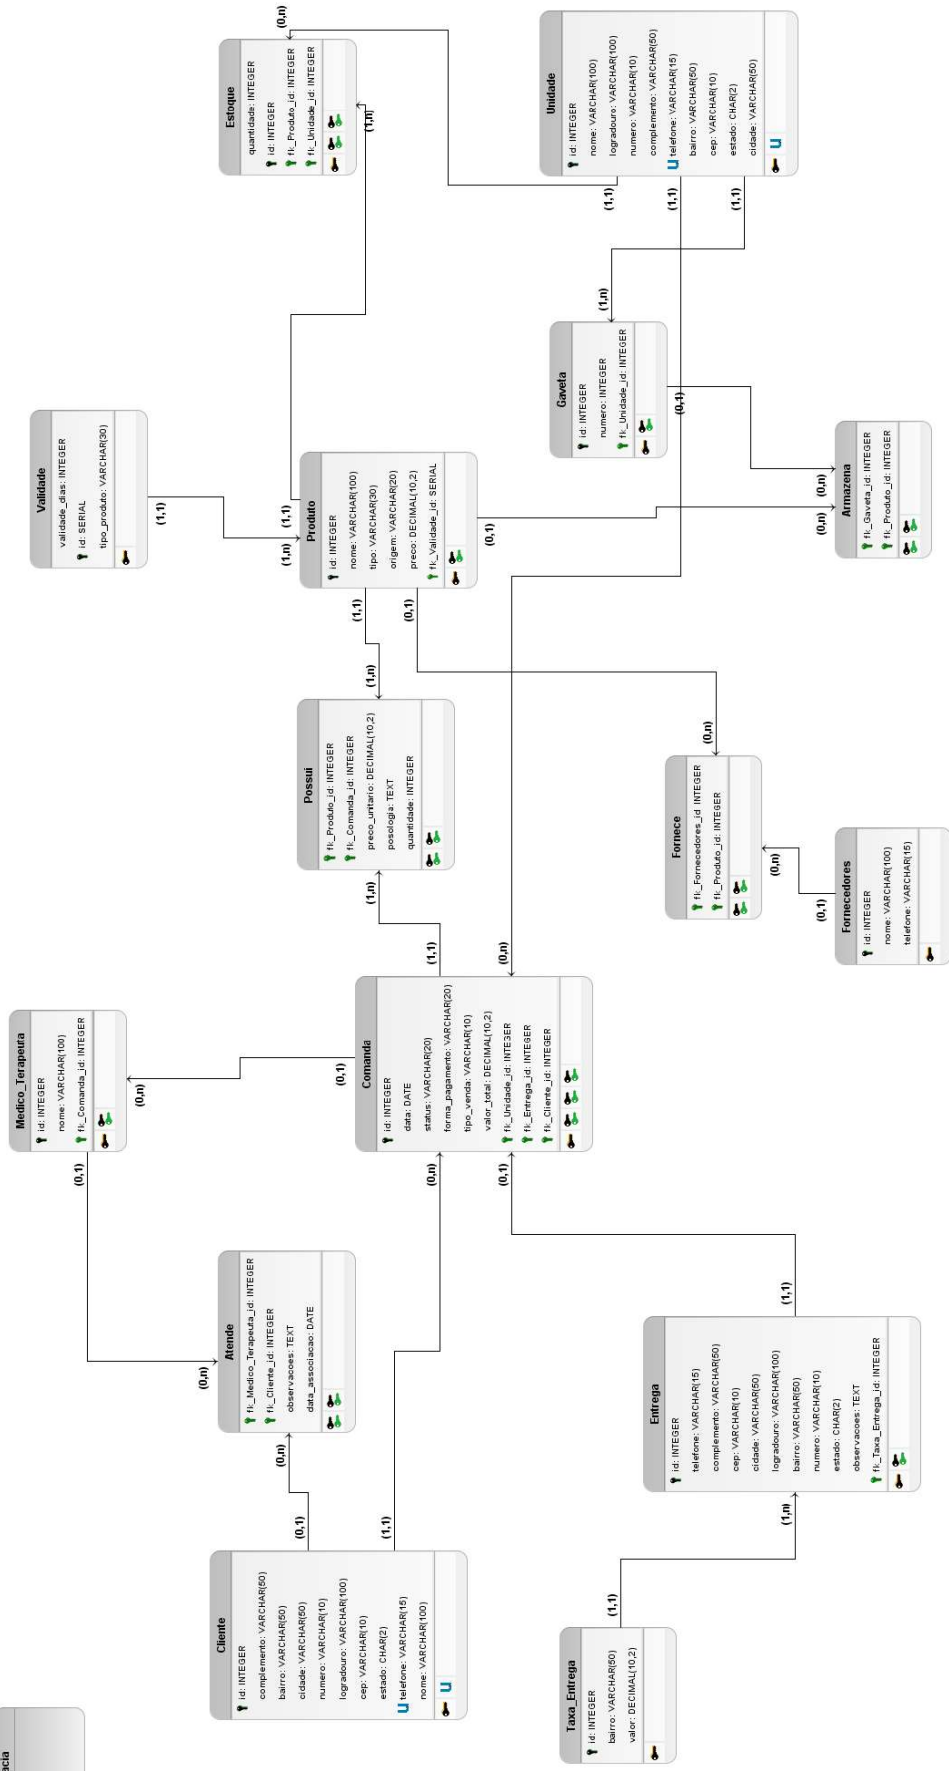 acia
Medico_Terapeuta
id: INTEGER
nome: VARCHAR(100)
fk_Comanda_id: INTEGER
(0,1)
(0,n)
Validade
validade_dias: INTEGER
id: SERIAL
tipo_produto: VARCHAR(30)
(1,1)
(1,n)
Cliente
id: INTEGER
complemento: VARCHAR(50)
bairro: VARCHAR(50)
cidade: VARCHAR(50)
numero: VARCHAR(10)
logradouro: VARCHAR(100)
cep: VARCHAR(10)
estado: CHAR(2)
U telefone: VARCHAR(15)
nome: VARCHAR(100)
U
(0,1)
(1,1)
(0,n)
(0,n)
Atende
fk_Medico_Terapeuta_id: INTEGER
fk_Cliente_id: INTEGER
observacoes: TEXT
data_associacao: DATE
(0,n)
(0,1)
Comanda
id: INTEGER
data: DATE
status: VARCHAR(20)
forma_pagamento: VARCHAR(20)
tipo_venda: VARCHAR(10)
valor_total: DECIMAL(10,2)
fk_Unidade_id: INTEGER
fk_Entrega_id: INTEGER
fk_Cliente_id: INTEGER
(0,1)
(1,1)
(0,n)
(1,n)
Possui
fk_Produto_id: INTEGER
fk_Comanda_id: INTEGER
preco_unitario: DECIMAL(10,2)
posologia: TEXT
quantidade: INTEGER
(1,n)
(1,1)
(0,1)
Produto
id: INTEGER
nome: VARCHAR(100)
tipo: VARCHAR(30)
origem: VARCHAR(20)
preco: DECIMAL(10,2)
fk_Validade_id: SERIAL
(1,1)
(0,1)
Estoque
quantidade: INTEGER
id: INTEGER
fk_Produto_id: INTEGER
fk_Unidade_id: INTEGER
(0,n)
(1,n)
Taxa_Entrega
id: INTEGER
bairro: VARCHAR(50)
valor: DECIMAL(10,2)
(1,1)
(1,n)
Entrega
id: INTEGER
telefone: VARCHAR(15)
complemento: VARCHAR(50)
cep: VARCHAR(10)
cidade: VARCHAR(50)
logradouro: VARCHAR(100)
bairro: VARCHAR(50)
numero: VARCHAR(10)
estado: CHAR(2)
observacoes: TEXT
fk_Taxa_Entrega_id: INTEGER
(1,1)
Gaveta
id: INTEGER
numero: INTEGER
fk_Unidade_id: INTEGER
(1,n)
(0,1)
Unidade
id: INTEGER
nome: VARCHAR(100)
logradouro: VARCHAR(100)
numero: VARCHAR(10)
complemento: VARCHAR(50)
U telefone: VARCHAR(15)
bairro: VARCHAR(50)
cep: VARCHAR(10)
estado: CHAR(2)
cidade: VARCHAR(50)
U
(1,1)
(1,1)
(1,1)
Fornece
fk_Fornecedores_id: INTEGER
fk_Produto_id: INTEGER
(0,n)
(0,n)
Fornecedores
id: INTEGER
nome: VARCHAR(100)
telefone: VARCHAR(15)
(0,1)
Armazena
fk_Gaveta_id: INTEGER
fk_Produto_id: INTEGER
(0,n)
(0,n)